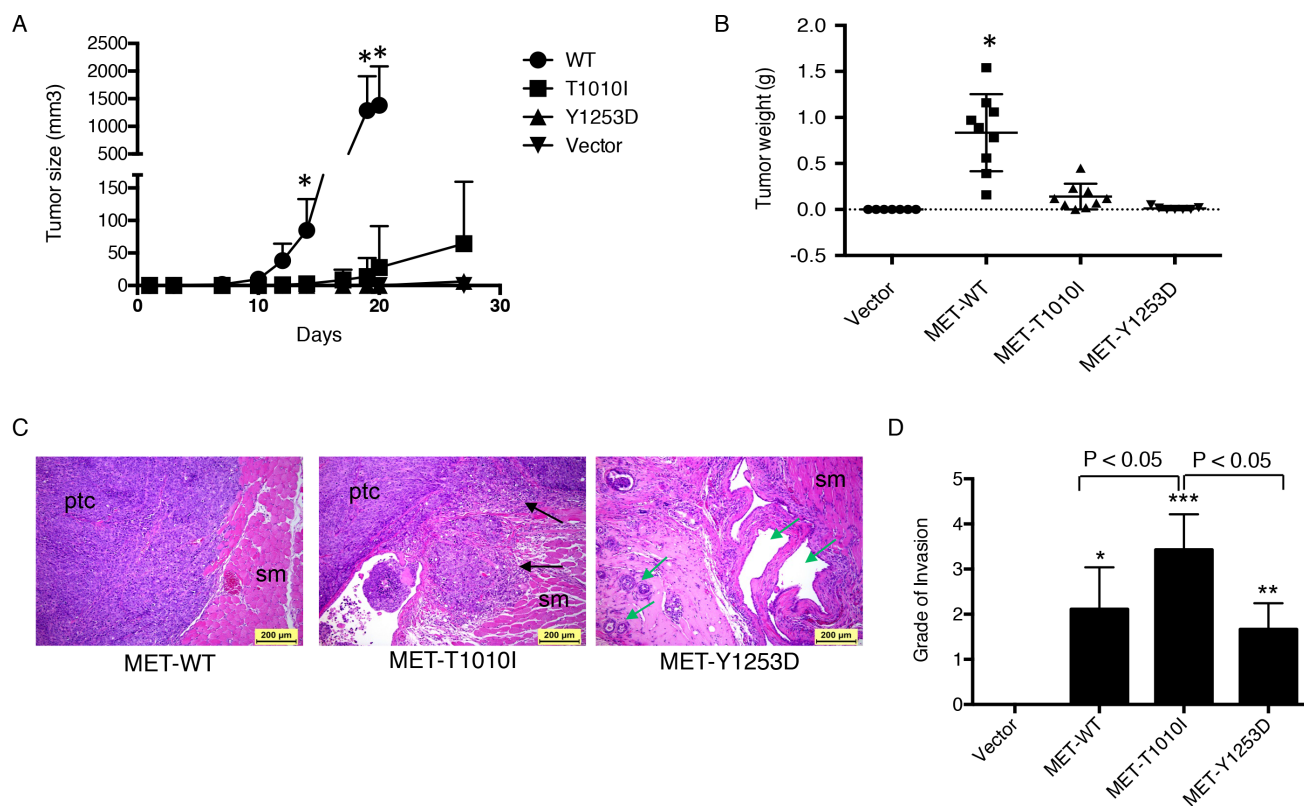 A
Tumor size (mm3)
2500
2000
1500
1000
500
150
100
50
0
* *
*
0 10 20 30
Days
WT
T1010I
Y1253D
Vector
B
Tumor weight (g)
2.0
1.5
1.0
0.5
0.0
-0.5
*
Vector
MET-WT
MET-T1010I
MET-Y1253D
C
ptc
sm
200 µm
MET-WT
ptc
sm
200 µm
MET-T1010I
sm
200 µm
MET-Y1253D
D
Grade of Invasion
5
4
3
2
1
0
P < 0.05
P < 0.05
*
***
**
Vector
MET-WT
MET-T1010I
MET-Y1253D